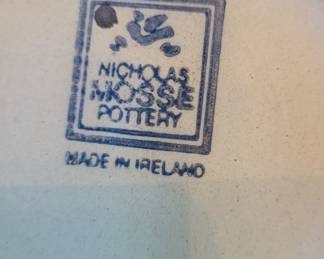 NICHOLAS
MOSSE
POTTERY
MADE IN IRELAND